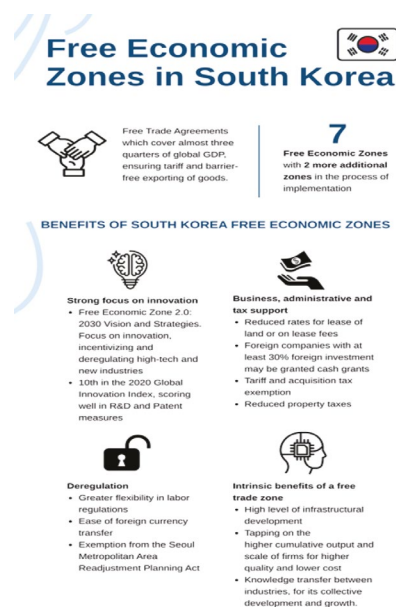 Free Economic
Zones in South Korea
Free Trade Agreements
which cover almost three
quarters of global GDP,
ensuring tariff and barrier-
free exporting of goods.
7
Free Economic Zones
with 2 more additional
zones in the process of
implementation
BENEFITS OF SOUTH KOREA FREE ECONOMIC ZONES
Strong focus on innovation
• Free Economic Zone 2.0:
2030 Vision and Strategies.
Focus on innovation,
incentivizing and
deregulating high-tech and
new industries
• 10th in the 2020 Global
Innovation Index, scoring
well in R&D and Patent
measures
Business, administrative and
tax support
• Reduced rates for lease of
land or on lease fees
• Foreign companies with at
least 30% foreign investment
may be granted cash grants
• Tariff and acquisition tax
exemption
• Reduced property taxes
Deregulation
• Greater flexibility in labor
regulations
• Ease of foreign currency
transfer
• Exemption from the Seoul
Metropolitan Area
Readjustment Planning Act
Intrinsic benefits of a free
trade zone
• High level of infrastructural
development
• Tapping on the
higher cumulative output and
scale of firms for higher
quality and lower cost
• Knowledge transfer between
industries, for its collective
development and growth.